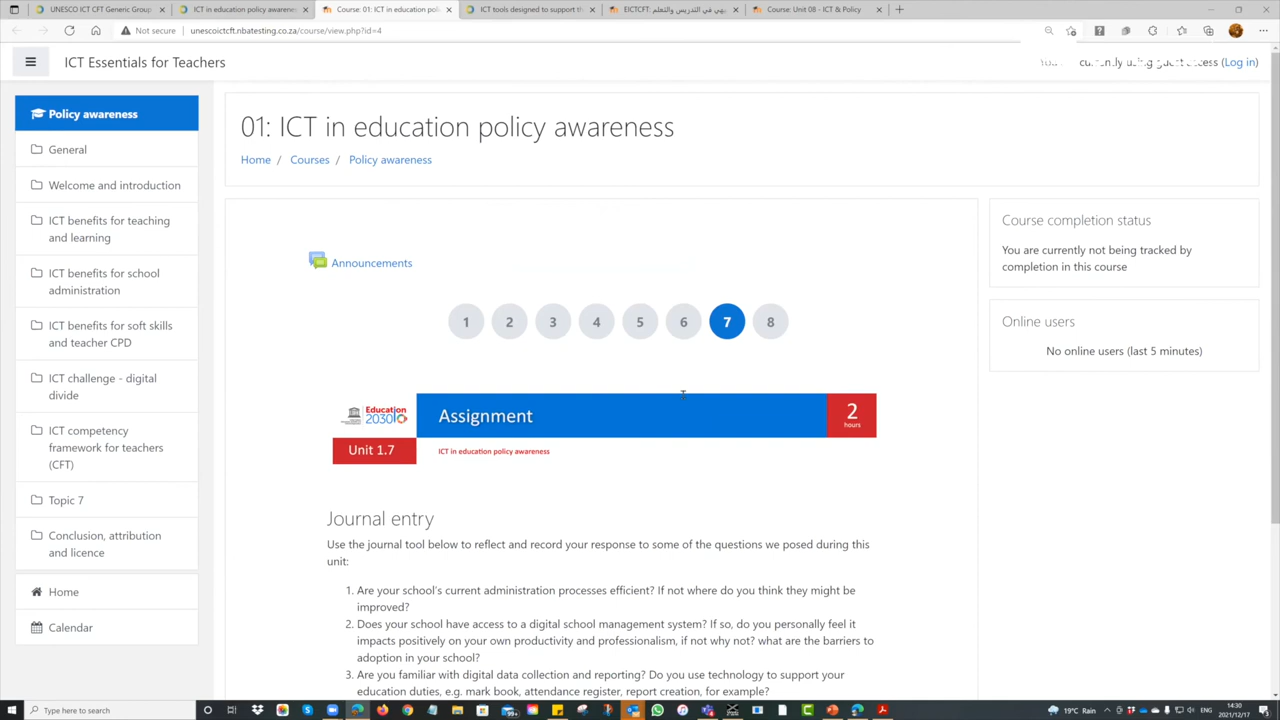 UNESCO ICT CFT Generic Group
ICT in education policy awareness
Course: 01: ICT in education pol
ICT tools designed to support th
EICTCFT: بيهي في التدريس والتعلم
Course: Unit 08 - ICT & Policy
Not secure
unescoictcft.nbatesting.co.za/course/view.php?id=4
ICT Essentials for Teachers
currently using guest access (Log in)
Policy awareness
General
Welcome and introduction
ICT benefits for teaching
and learning
ICT benefits for school
administration
ICT benefits for soft skills
and teacher CPD
ICT challenge - digital
divide
ICT competency
framework for teachers
(CFT)
Topic 7
Conclusion, attribution
and licence
Home
Calendar
01: ICT in education policy awareness
Home / Courses / Policy awareness
Announcements
1 2 3 4 5 6 7 8
Education
2030
Assignment
2
hours
Unit 1.7
ICT in education policy awareness
Journal entry
Use the journal tool below to reflect and record your response to some of the questions we posed during this
unit:
1. Are your school's current administration processes efficient? If not where do you think they might be
improved?
2. Does your school have access to a digital school management system? If so, do you personally feel it
impacts positively on your own productivity and professionalism, if not why not? what are the barriers to
adoption in your school?
3. Are you familiar with digital data collection and reporting? Do you use technology to support your
education duties, e.g. mark book, attendance register, report creation, for example?
Course completion status
You are currently not being tracked by
completion in this course
Online users
No online users (last 5 minutes)
Type here to search
99+
19°C Rain
14:30
2021/12/17